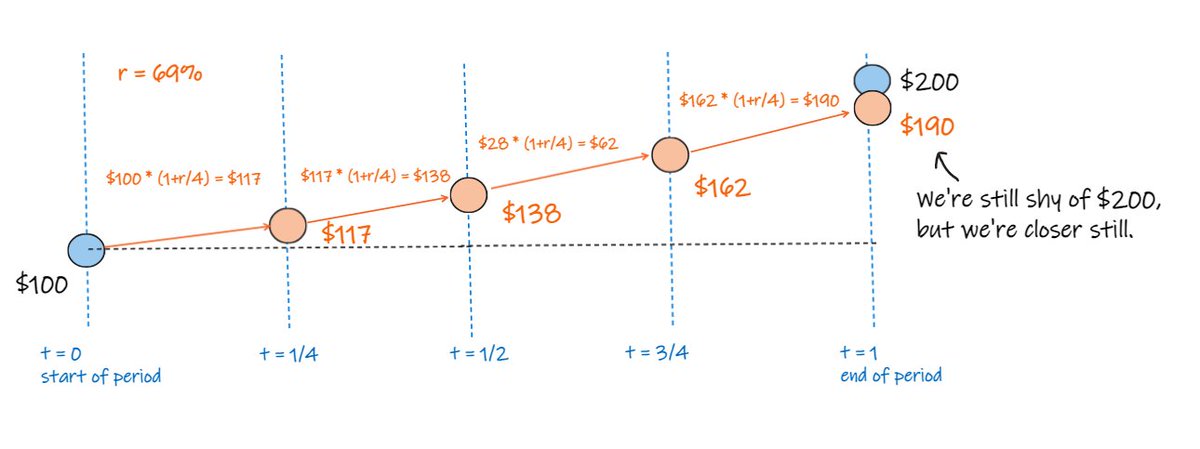 r = 69%
$100 * (1+r/4) = $117
$117 * (1+r/4) = $138
$28 * (1+r/4) = $62
$162 * (1+r/4) = $190
$200
$190
$162
$138
$117
$100
We're still shy of $200,
but we're closer still.
t = 0
start of period
t = 1/4
t = 1/2
t = 3/4
t = 1
end of period